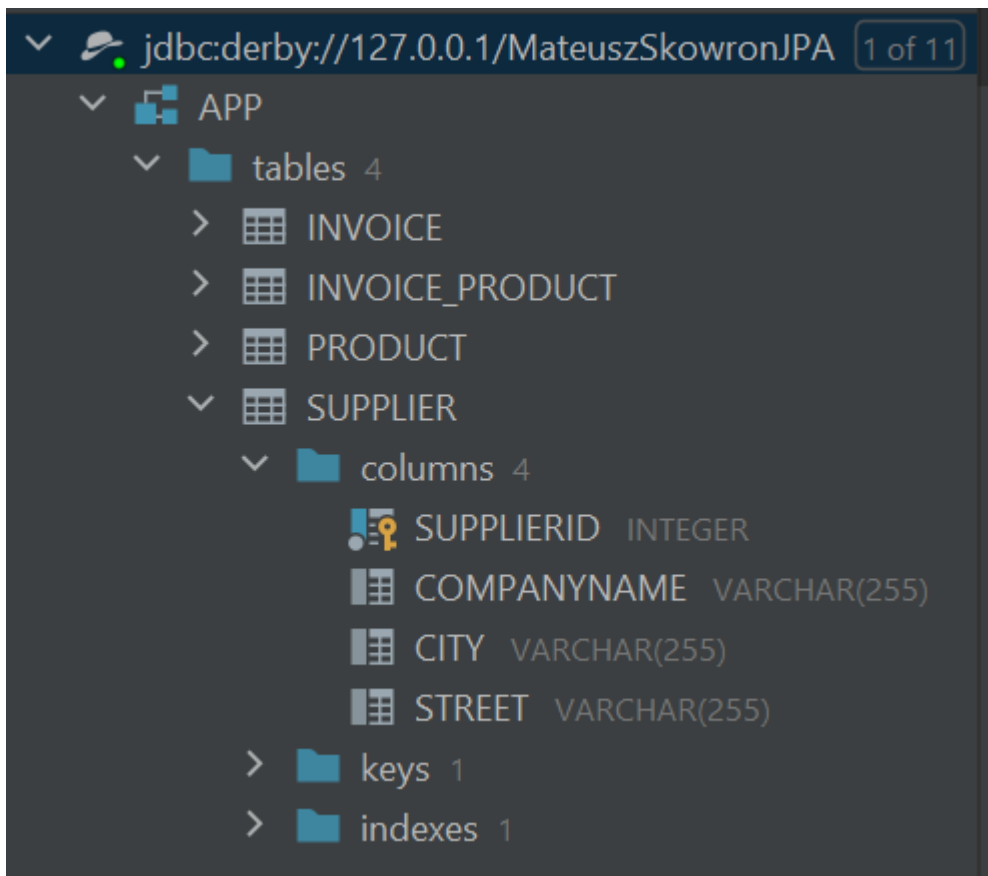 jdbc:derby://127.0.0.1/MateuszSkowronJPA 1 of 11
APP
tables 4
INVOICE
INVOICE_PRODUCT
PRODUCT
SUPPLIER
columns 4
SUPPLIERID INTEGER
COMPANYNAME VARCHAR(255)
CITY VARCHAR(255)
STREET VARCHAR(255)
keys 1
indexes 1